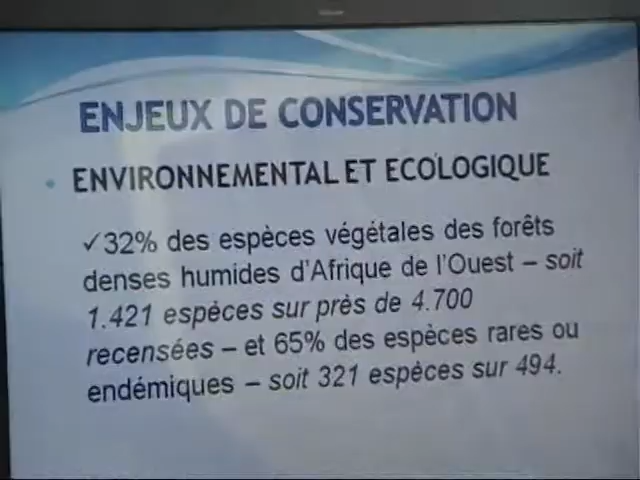 ENJEUX DE CONSERVATION
• ENVIRONNEMENTAL ET ECOLOGIQUE
✓32% des espèces végétales des forêts
denses humides d'Afrique de l'Ouest – soit
1.421 espèces sur près de 4.700
recensées – et 65% des espèces rares ou
endémiques – soit 321 espèces sur 494.